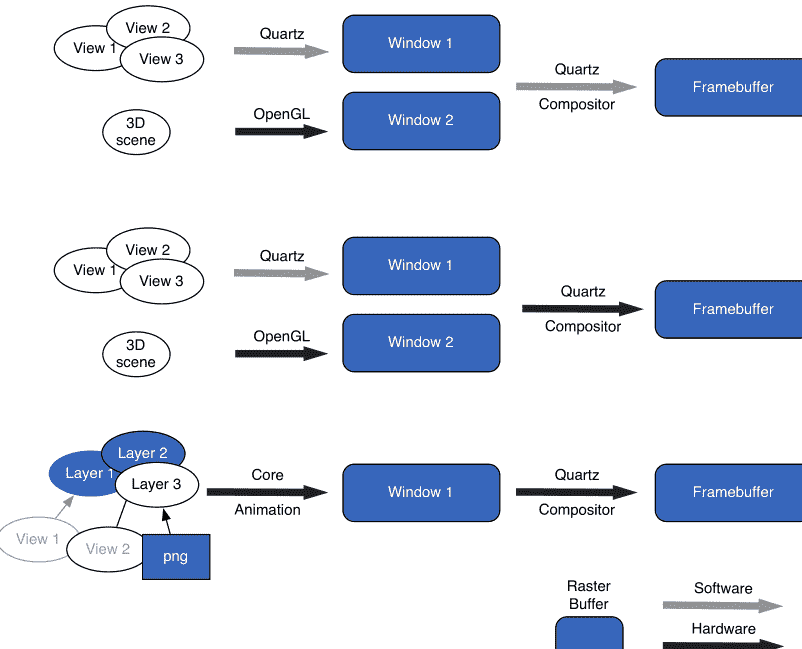 View 1
View 2
View 3
Quartz
Window 1
3D
scene
OpenGL
Window 2
Quartz
Compositor
Framebuffer
View 1
View 2
View 3
Quartz
Window 1
3D
scene
OpenGL
Window 2
Quartz
Compositor
Framebuffer
Layer 1
Layer 2
Layer 3
View 1
View 2
png
Core
Animation
Window 1
Quartz
Compositor
Framebuffer
Raster
Buffer
Software
Hardware